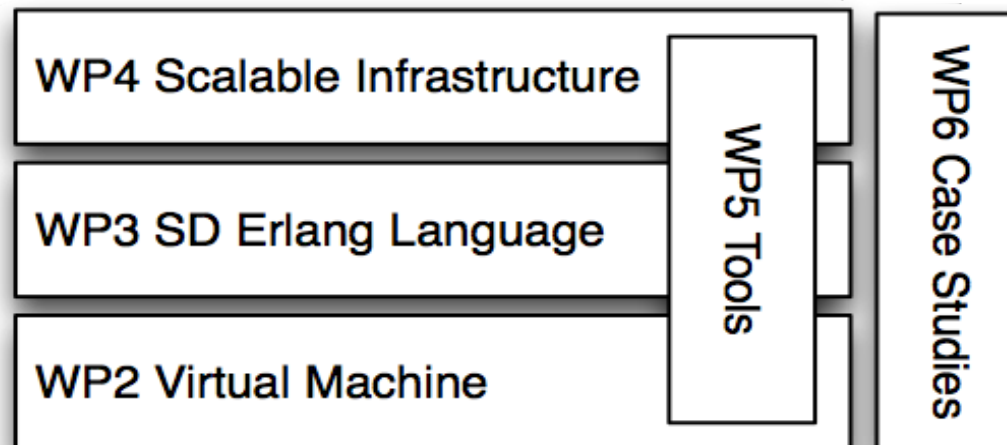 WP4 Scalable Infrastructure
WP3 SD Erlang Language
WP2 Virtual Machine
WP5 Tools
WP6 Case Studies